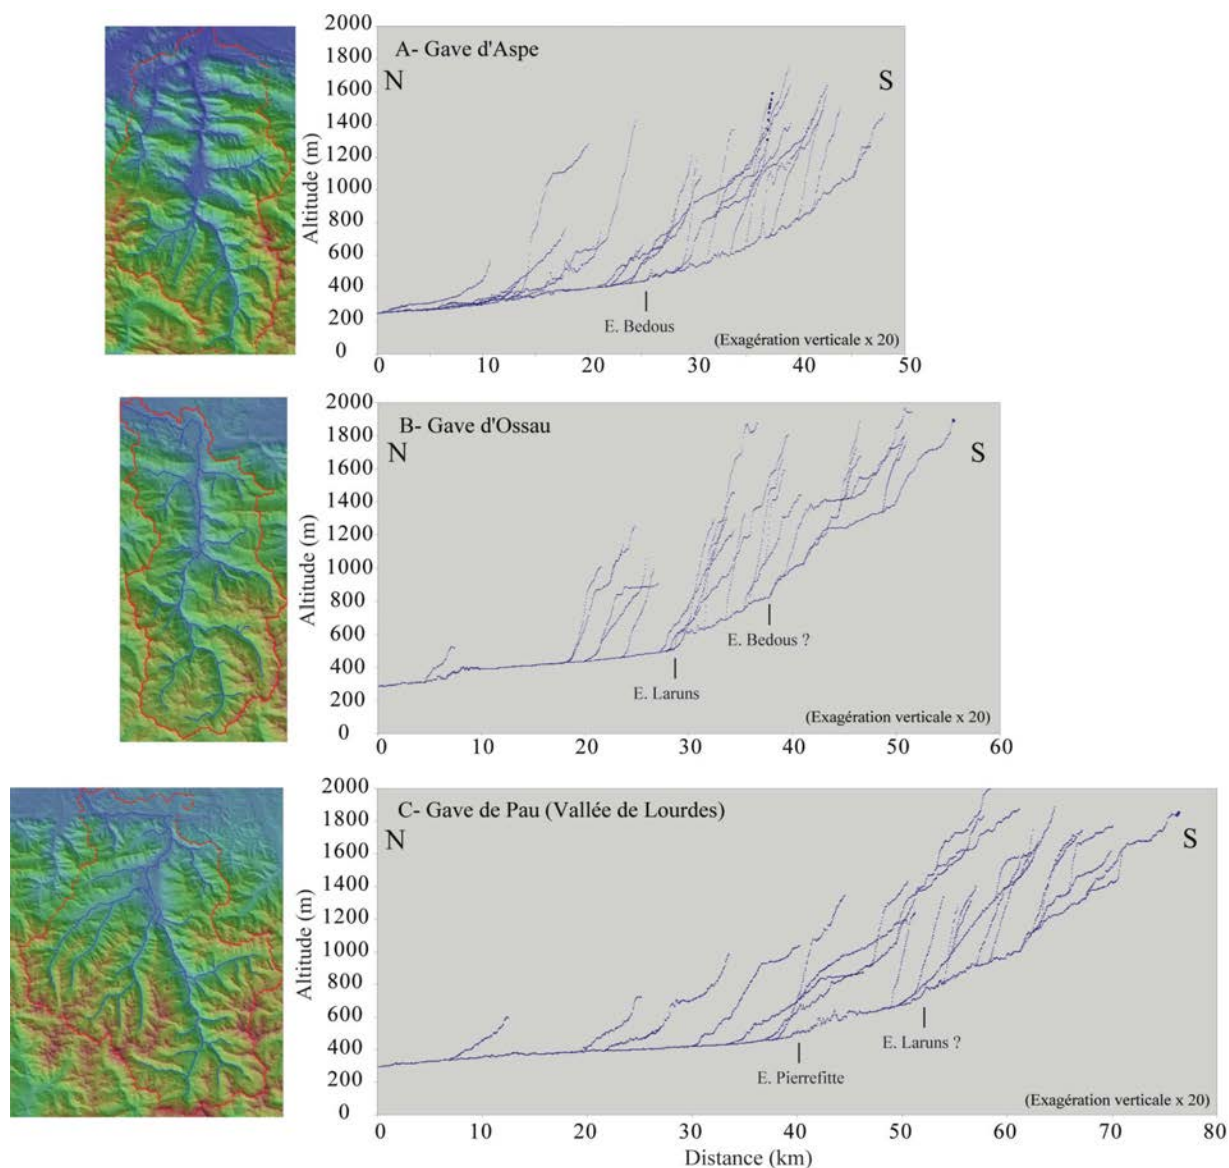 A- Gave d'Aspe
N
S
Altitude (m)
2000
1800
1600
1400
1200
1000
800
600
400
200
0
E. Bedous
(Exagération verticale x 20)
0
10
20
30
40
50
B- Gave d'Ossau
N
S
Altitude (m)
2000
1800
1600
1400
1200
1000
800
600
400
200
0
E. Bedous ?
E. Laruns
(Exagération verticale x 20)
0
10
20
30
40
50
60
C- Gave de Pau (Vallée de Lourdes)
N
S
Altitude (m)
2000
1800
1600
1400
1200
1000
800
600
400
200
0
E. Laruns ?
E. Pierrefitte
(Exagération verticale x 20)
0
10
20
30
40
50
60
70
80
Distance (km)